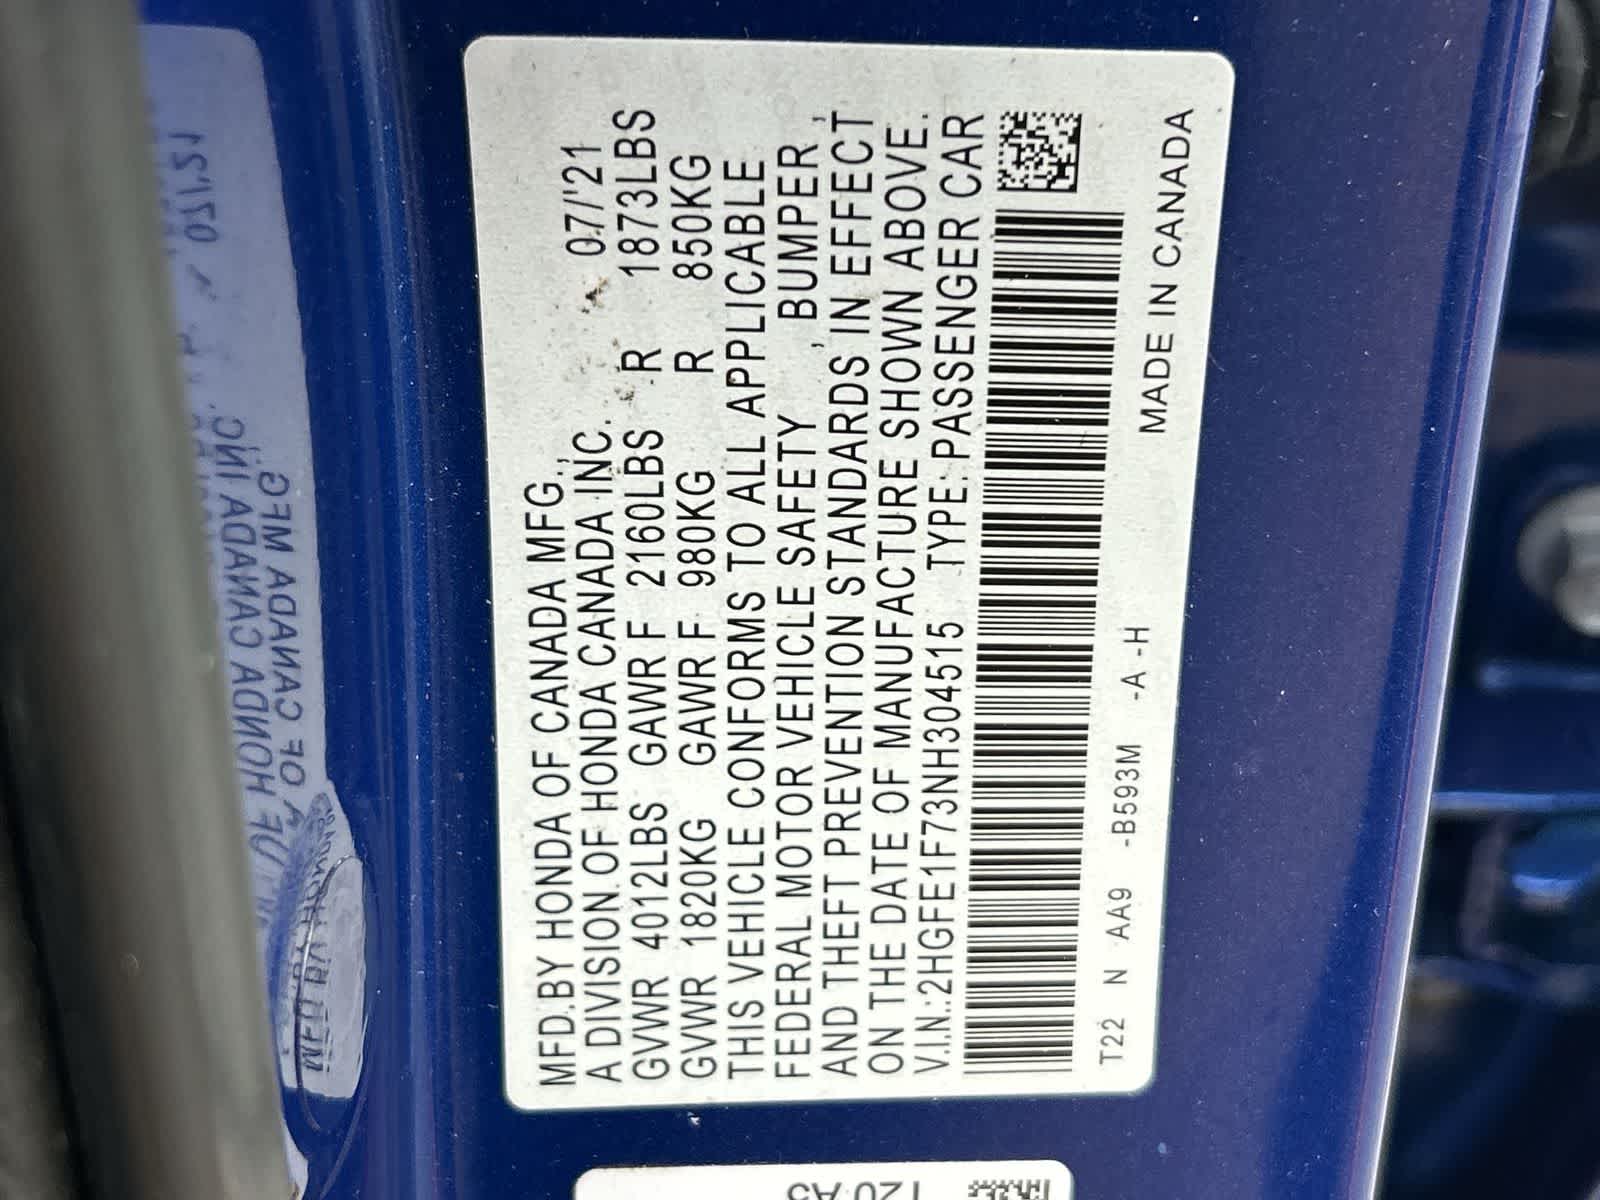 MFD.BY HONDA OF CANADA MFG.,
A DIVISION OF HONDA CANADA INC. 07/'21
GVWR 4012LBS GAWR F 2160LBS R 1873LBS
GVWR 1820KG GAWR F 980KG R 850KG
THIS VEHICLE CONFORMS TO ALL APPLICABLE
FEDERAL MOTOR VEHICLE SAFETY , BUMPER ,
AND THEFT PREVENTION STANDARDS IN EFFECT
ON THE DATE OF MANUFACTURE SHOWN ABOVE.
V.I.N.:2HGFE1F73NH304515 TYPE:PASSENGER CAR
T22 N AA9 -B593M -A -H MADE IN CANADA